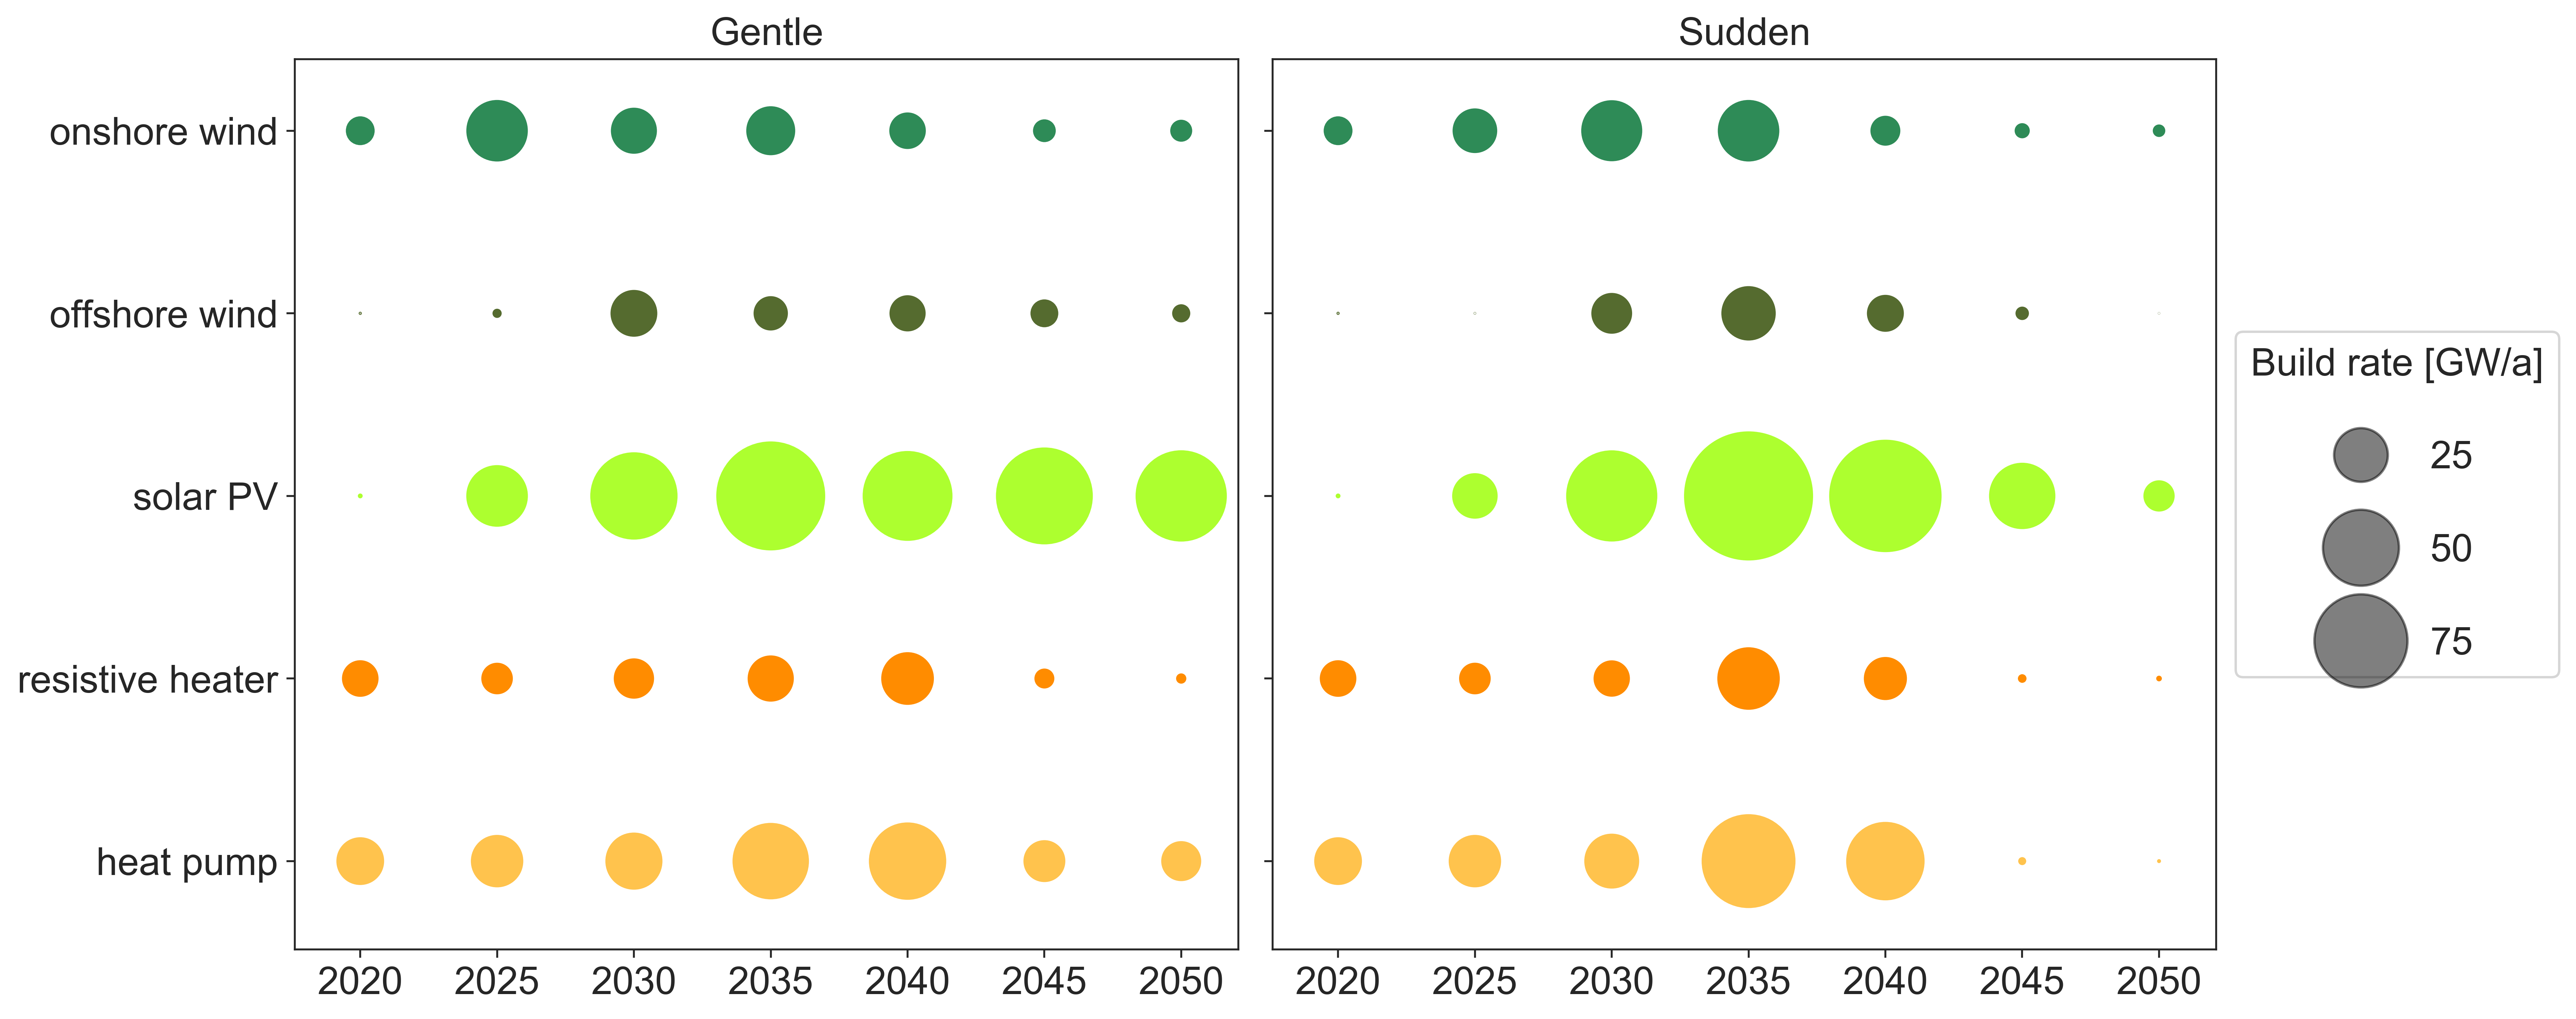 Gentle
Sudden
onshore wind
offshore wind
solar PV
resistive heater
heat pump
2020 2025 2030 2035 2040 2045 2050
2020 2025 2030 2035 2040 2045 2050
Build rate [GW/a]
25
50
75